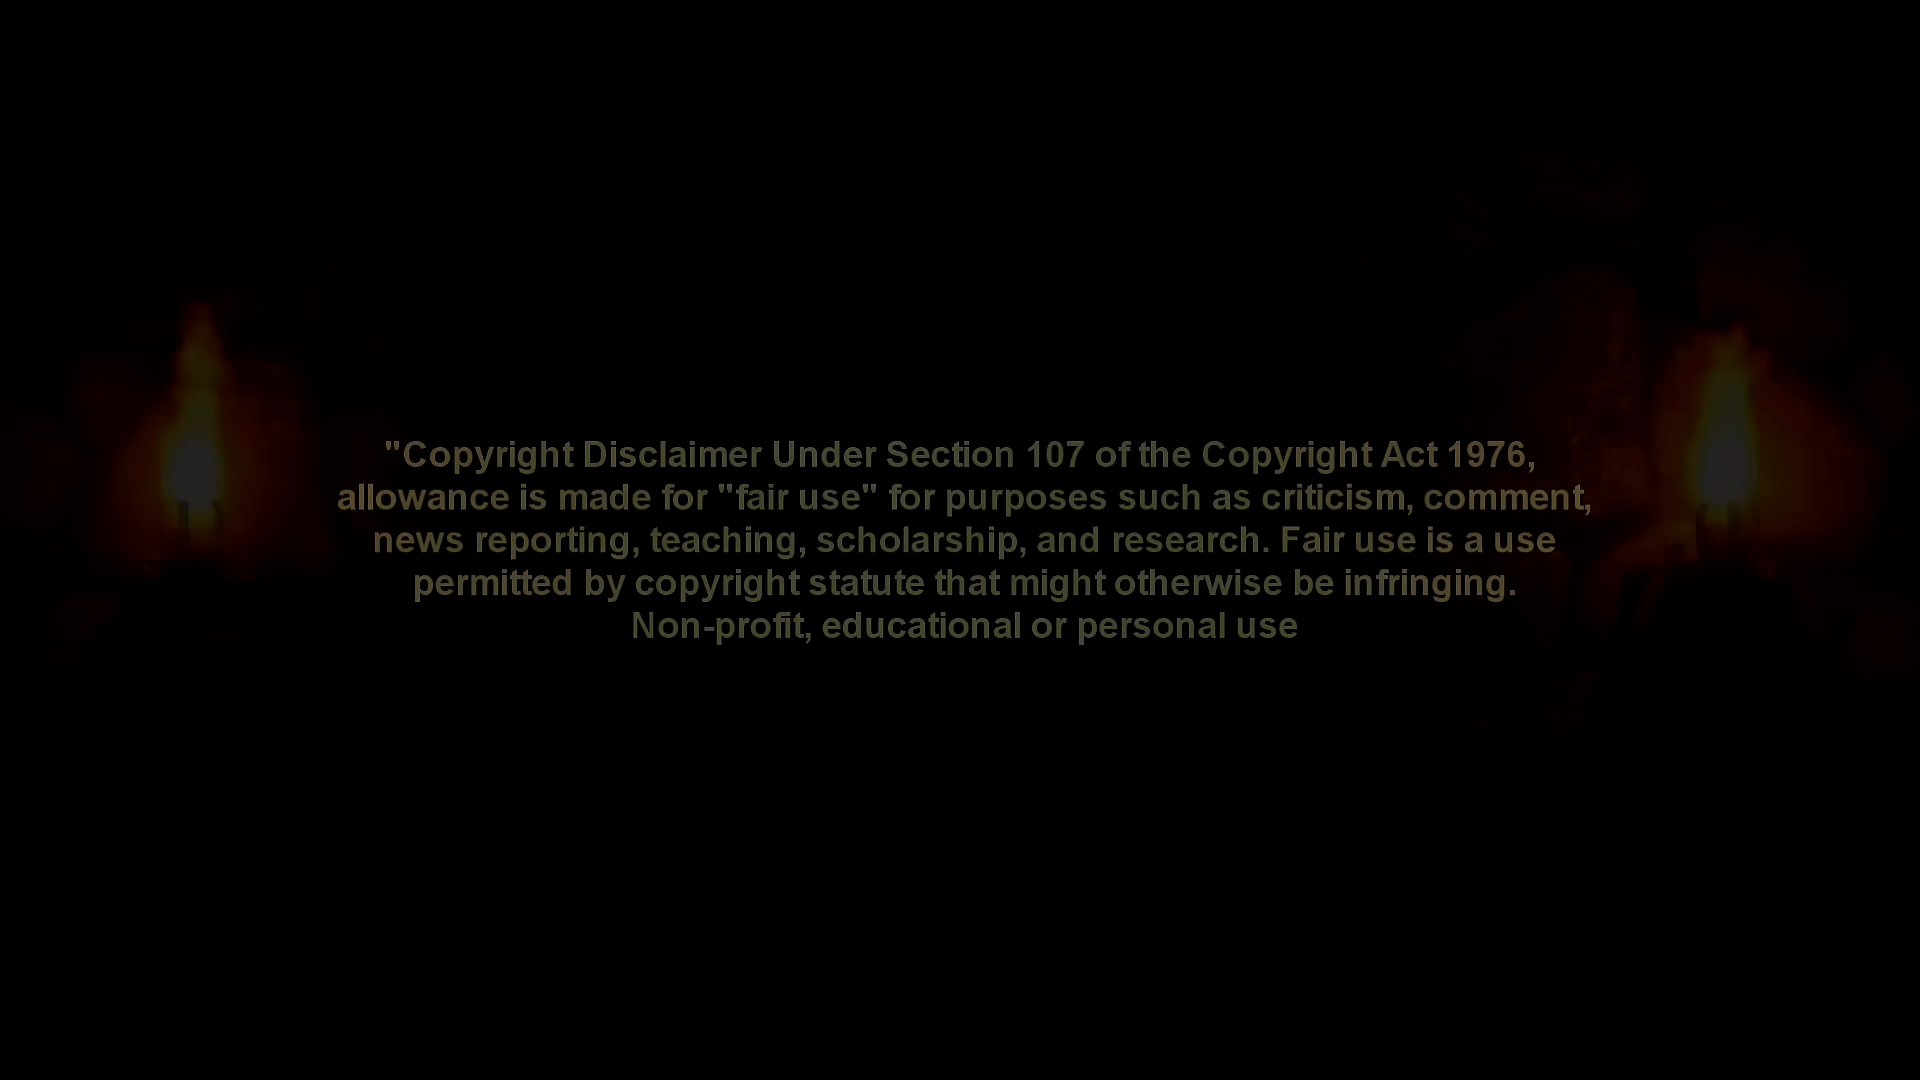 "Copyright Disclaimer Under Section 107 of the Copyright Act 1976,
allowance is made for "fair use" for purposes such as criticism, comment,
news reporting, teaching, scholarship, and research. Fair use is a use
permitted by copyright statute that might otherwise be infringing.
Non-profit, educational or personal use